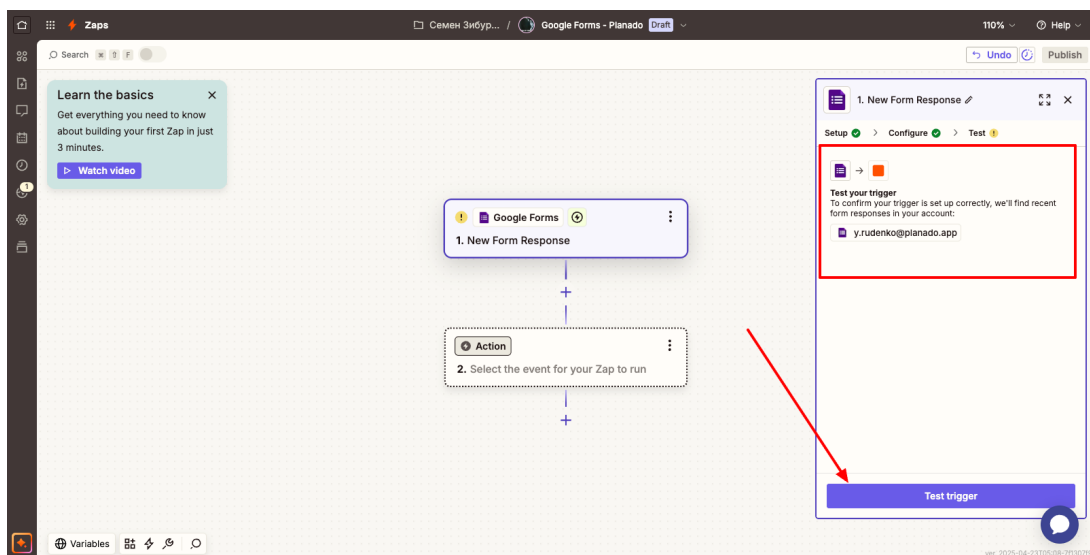 Zaps
Семен Зибур... / Google Forms - Planado Draft
110%
Help
Search ⌘ ⇧ F
Undo
Publish
Learn the basics
Get everything you need to know
about building your first Zap in just
3 minutes.
Watch video
1
Google Forms
1. New Form Response
Action
2. Select the event for your Zap to run
1. New Form Response
Setup > Configure > Test
Test your trigger
To confirm your trigger is set up correctly, we'll find recent
form responses in your account:
y.rudenko@planado.app
Test trigger
Variables